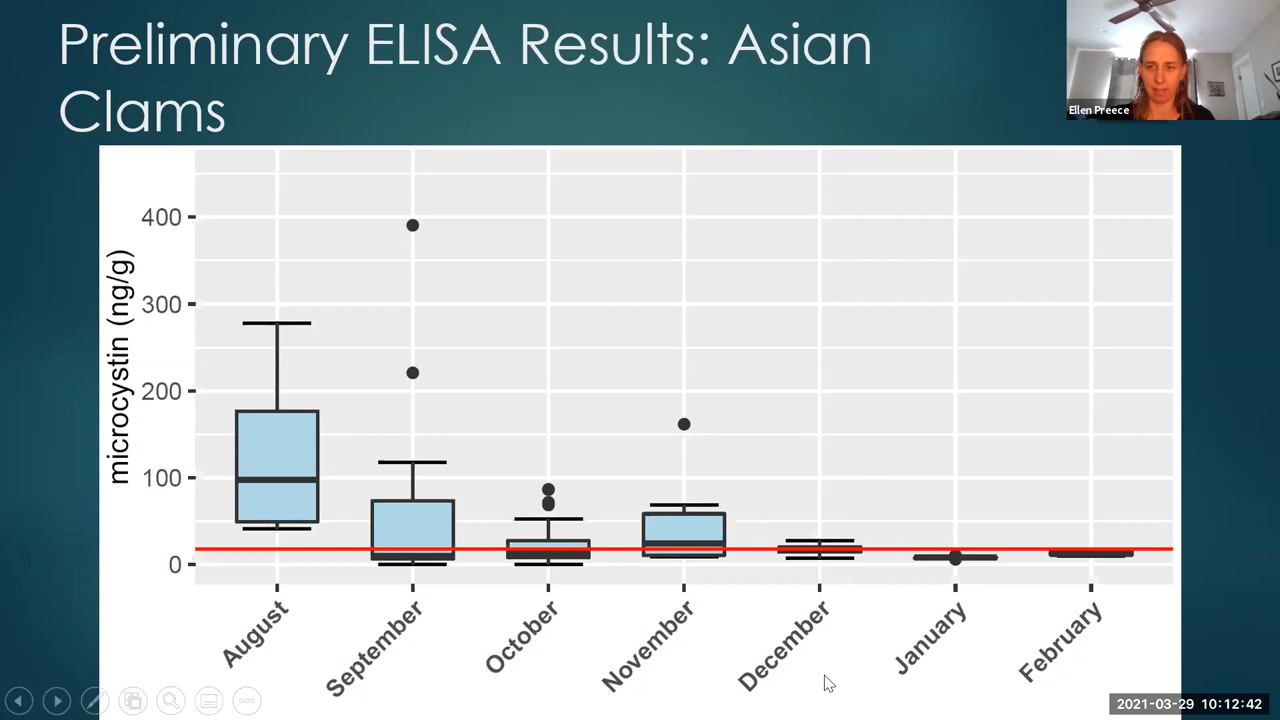 Preliminary ELISA Results: Asian
Clams
Ellen Preece
microcystin (ng/g)
400
300
200
100
0
August
September
October
November
December
January
February
2021-03-29 10:12:42